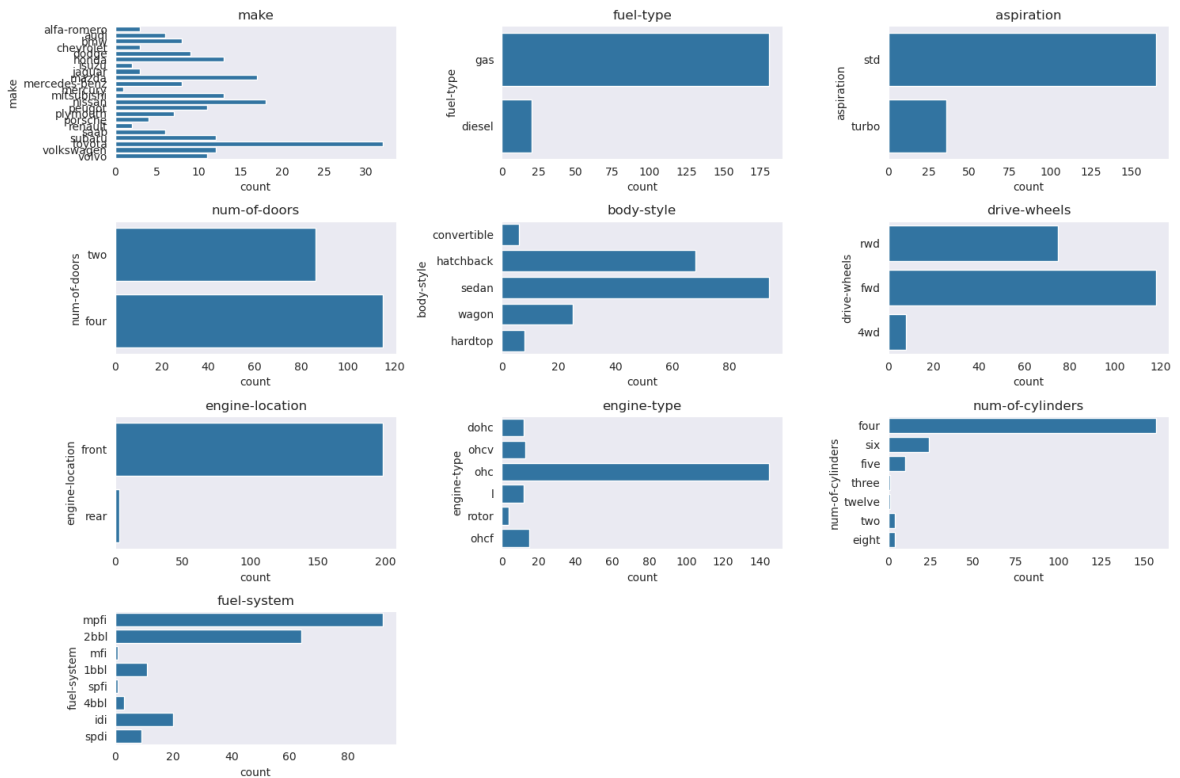 make
alfa-romero
audi
bmw
chevrolet
dodge
honda
isuzu
jaguar
mazda
mercedes-benz
mercury
mitsubishi
nissan
peugot
plymouth
porsche
renault
saab
subaru
toyota
volkswagen
volvo
make
0 5 10 15 20 25 30
count
fuel-type
gas
diesel
fuel-type
0 25 50 75 100 125 150 175
count
aspiration
std
turbo
aspiration
0 25 50 75 100 125 150
count
num-of-doors
two
four
num-of-doors
0 20 40 60 80 100 120
count
body-style
convertible
hatchback
sedan
wagon
hardtop
body-style
0 20 40 60 80
count
drive-wheels
rwd
fwd
4wd
drive-wheels
0 20 40 60 80 100 120
count
engine-location
front
rear
engine-location
0 50 100 150 200
count
engine-type
dohc
ohcv
ohc
l
rotor
ohcf
engine-type
0 20 40 60 80 100 120 140
count
num-of-cylinders
four
six
five
three
twelve
two
eight
num-of-cylinders
0 25 50 75 100 125 150
count
fuel-system
mpfi
2bbl
mfi
1bbl
spfi
4bbl
idi
spdi
fuel-system
0 20 40 60 80
count